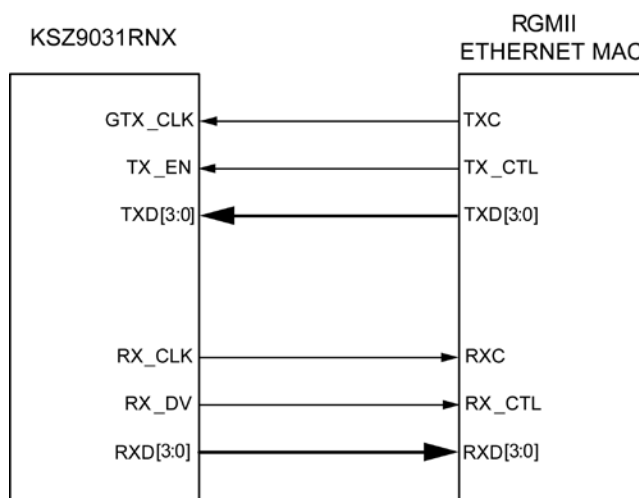 KSZ9031RNX
RGMII
ETHERNET MAC
GTX_CLK
TXC
TX_EN
TX_CTL
TXD[3:0]
TXD[3:0]
RX_CLK
RXC
RX_DV
RX_CTL
RXD[3:0]
RXD[3:0]